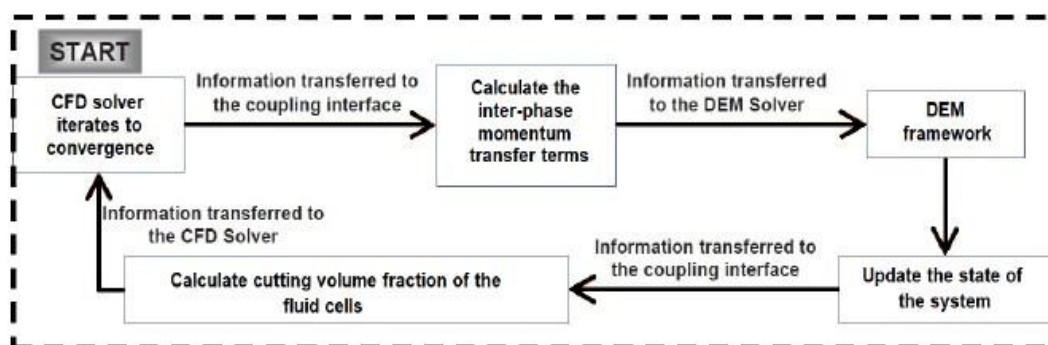 START
CFD solver
iterates to
convergence
Information transferred to
the coupling interface
Calculate the
inter-phase
momentum
transfer terms
Information transferred
to the DEM Solver
DEM
framework
Update the state of
the system
Information transferred to
the coupling interface
Calculate cutting volume fraction of the
fluid cells
Information transferred to
the CFD Solver